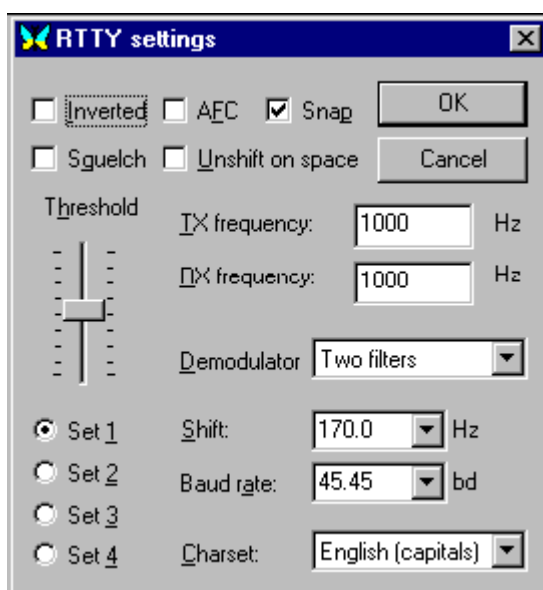 RTTY settings
Inverted AFC Snap OK
Sguelch Unshift on space Cancel
Threshold
TX frequency: 1000 Hz
ПX frequency: 1000 Hz
Demodulator Two filters
Set 1 Shift: 170.0 Hz
Set 2 Baud rate: 45.45 bd
Set 3
Set 4 Charset: English (capitals)